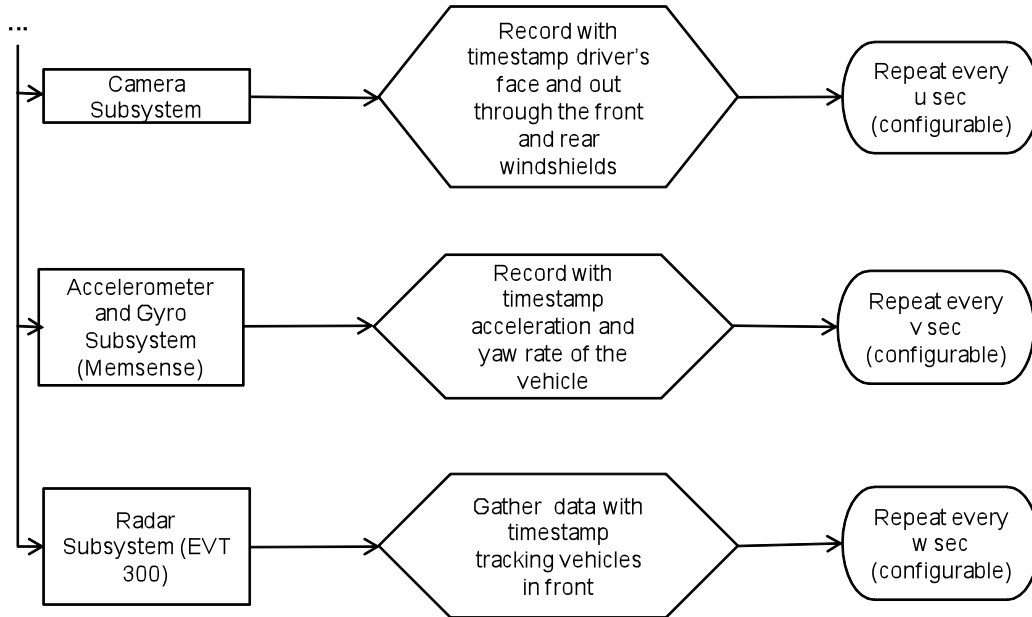 ...
Camera
Subsystem
Record with
timestamp driver's
face and out
through the front
and rear
windshields
Repeat every
u sec
(configurable)
Accelerometer
and Gyro
Subsystem
(Memsense)
Record with
timestamp
acceleration and
yaw rate of the
vehicle
Repeat every
v sec
(configurable)
Radar
Subsystem (EVT
300)
Gather data with
timestamp
tracking vehicles
in front
Repeat every
w sec
(configurable)